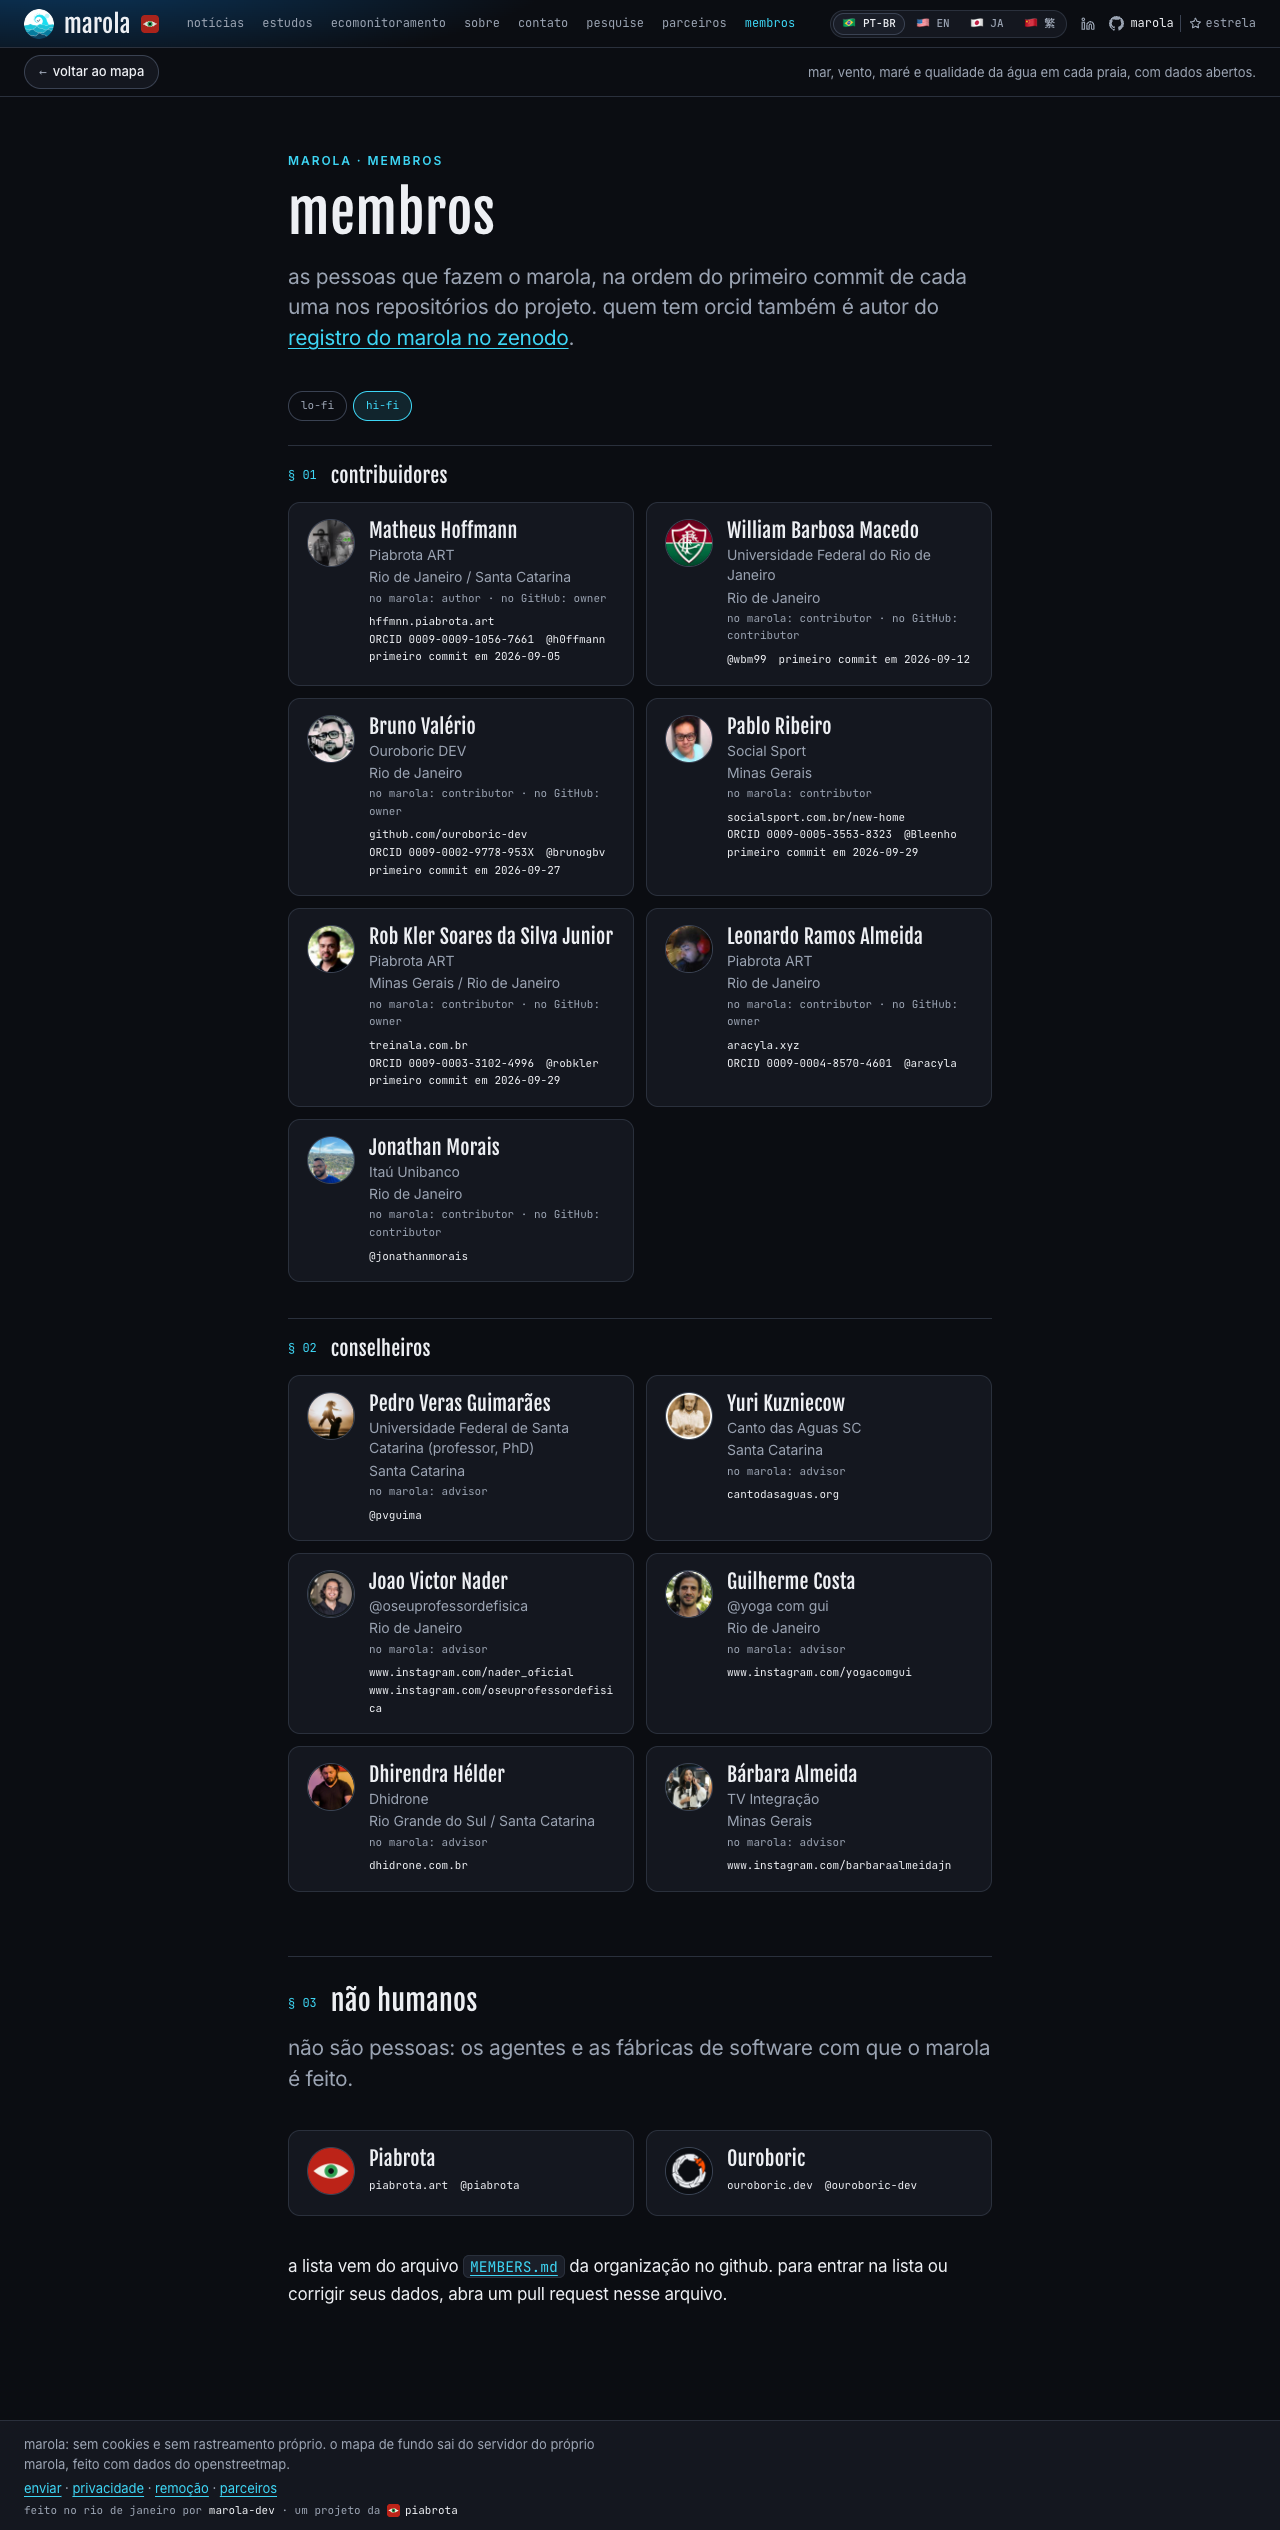 marola
notícias estudos ecomonitoramento sobre contato pesquise parceiros membros
PT-BR EN JA 繁
marola estrela
← voltar ao mapa
mar, vento, maré e qualidade da água em cada praia, com dados abertos.
MAROLA · MEMBROS
membros
as pessoas que fazem o marola, na ordem do primeiro commit de cada
uma nos repositórios do projeto. quem tem orcid também é autor do
registro do marola no zenodo.
lo-fi hi-fi
§ 01 contribuidores
Matheus Hoffmann
Piabrota ART
Rio de Janeiro / Santa Catarina
no marola: author · no GitHub: owner
hffmnn.piabrota.art
ORCID 0009-0009-1056-7661 @h0ffmann
primeiro commit em 2026-09-05
William Barbosa Macedo
Universidade Federal do Rio de
Janeiro
Rio de Janeiro
no marola: contributor · no GitHub:
contributor
@wbm99 primeiro commit em 2026-09-12
Bruno Valério
Ouroboric DEV
Rio de Janeiro
no marola: contributor · no GitHub:
owner
github.com/ouroboric-dev
ORCID 0009-0002-9778-953X @brunogbv
primeiro commit em 2026-09-27
Pablo Ribeiro
Social Sport
Minas Gerais
no marola: contributor
socialsport.com.br/new-home
ORCID 0009-0005-3553-8323 @Bleenho
primeiro commit em 2026-09-29
Rob Kler Soares da Silva Junior
Piabrota ART
Minas Gerais / Rio de Janeiro
no marola: contributor · no GitHub:
owner
treinala.com.br
ORCID 0009-0003-3102-4996 @robkler
primeiro commit em 2026-09-29
Leonardo Ramos Almeida
Piabrota ART
Rio de Janeiro
no marola: contributor · no GitHub:
owner
aracyla.xyz
ORCID 0009-0004-8570-4601 @aracyla
Jonathan Morais
Itaú Unibanco
Rio de Janeiro
no marola: contributor · no GitHub:
contributor
@jonathanmorais
§ 02 conselheiros
Pedro Veras Guimarães
Universidade Federal de Santa
Catarina (professor, PhD)
Santa Catarina
no marola: advisor
@pvguima
Yuri Kuzniecow
Canto das Aguas SC
Santa Catarina
no marola: advisor
cantodasaguas.org
Joao Victor Nader
@oseuprofessordefisica
Rio de Janeiro
no marola: advisor
www.instagram.com/nader_oficial
www.instagram.com/oseuprofessordefisi
ca
Guilherme Costa
@yoga com gui
Rio de Janeiro
no marola: advisor
www.instagram.com/yogacomgui
Dhirendra Hélder
Dhidrone
Rio Grande do Sul / Santa Catarina
no marola: advisor
dhidrone.com.br
Bárbara Almeida
TV Integração
Minas Gerais
no marola: advisor
www.instagram.com/barbaraalmeidajn
§ 03 não humanos
não são pessoas: os agentes e as fábricas de software com que o marola
é feito.
Piabrota
piabrota.art @piabrota
Ouroboric
ouroboric.dev @ouroboric-dev
a lista vem do arquivo MEMBERS.md da organização no github. para entrar na lista ou
corrigir seus dados, abra um pull request nesse arquivo.
marola: sem cookies e sem rastreamento próprio. o mapa de fundo sai do servidor do próprio
marola, feito com dados do openstreetmap.
enviar · privacidade · remoção · parceiros
feito no rio de janeiro por marola-dev · um projeto da piabrota